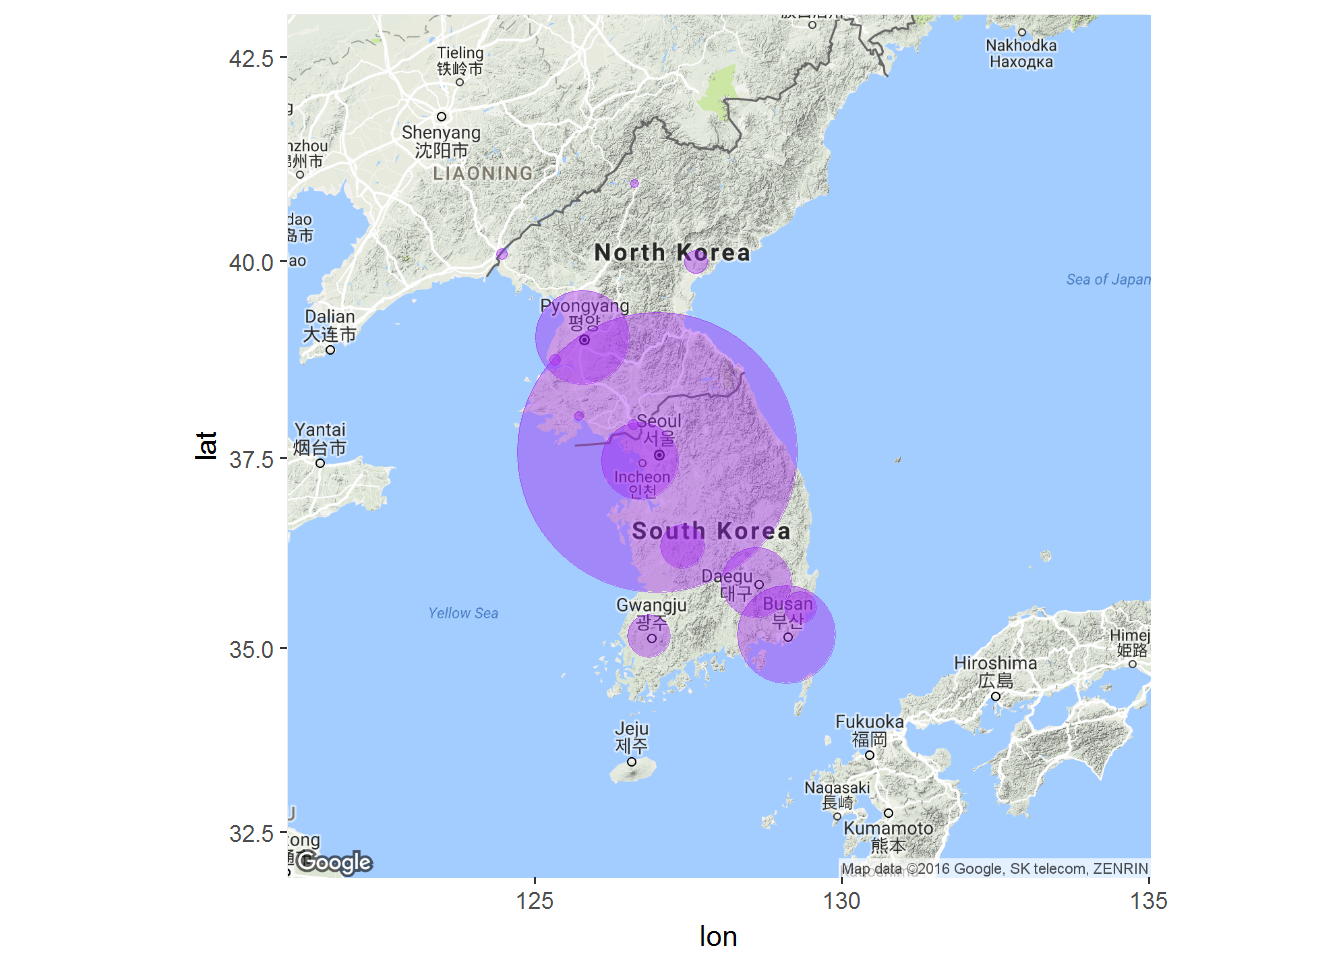 42.5
40.0
37.5
35.0
32.5
lat
125
130
135
lon
Nakhodka
Находка
Tieling
铁岭市
Shenyang
沈阳市
LIAONING
nzhou
州市
dao
岛市
ao
North Korea
Sea of Japan
Pyongyang
평양
Dalian
大连市
Yantai
烟台市
Seoul
서울
Incheon
인천
South Korea
Daegu
대구
Busan
부산
Gwangju
광주
Yellow Sea
Himej
姫路
Hiroshima
広島
Jeju
제주
Fukuoka
福岡
Nagasaki
長崎
Kumamoto
熊本
tong
Google
Map data ©2016 Google, SK telecom, ZENRIN